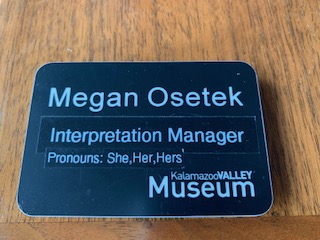 Megan Osetek
Interpretation Manager
Pronouns: She,Her,Hers
KalamazooVALLEY
Museum